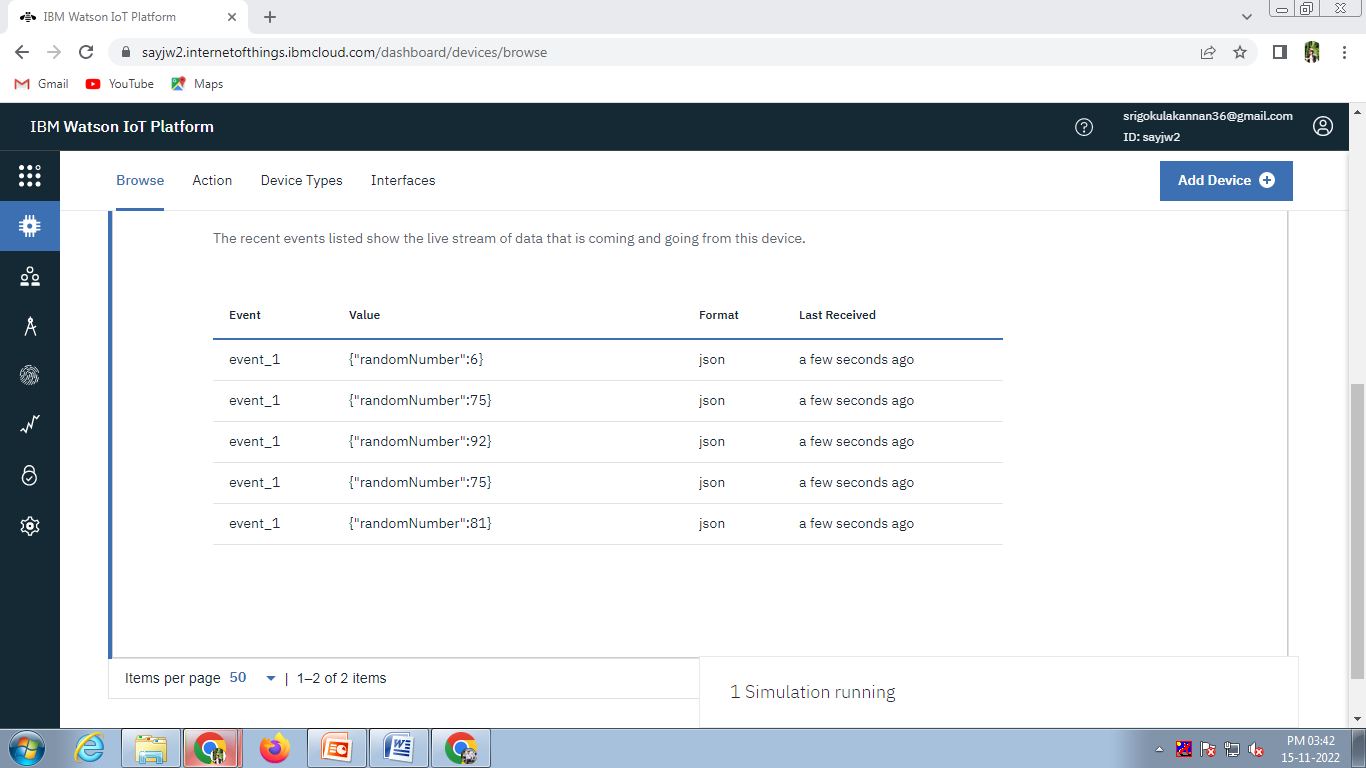 IBM Watson IoT Platform
sayjw2.internetofthings.ibmcloud.com/dashboard/devices/browse
Gmail YouTube Maps
IBM Watson IoT Platform
srigokulakannan36@gmail.com
ID: sayjw2
Browse Action Device Types Interfaces Add Device
The recent events listed show the live stream of data that is coming and going from this device.
Event Value Format Last Received
event_1 {"randomNumber":6} json a few seconds ago
event_1 {"randomNumber":75} json a few seconds ago
event_1 {"randomNumber":92} json a few seconds ago
event_1 {"randomNumber":75} json a few seconds ago
event_1 {"randomNumber":81} json a few seconds ago
Items per page 50 | 1–2 of 2 items
1 Simulation running
PM 03:42
15-11-2022